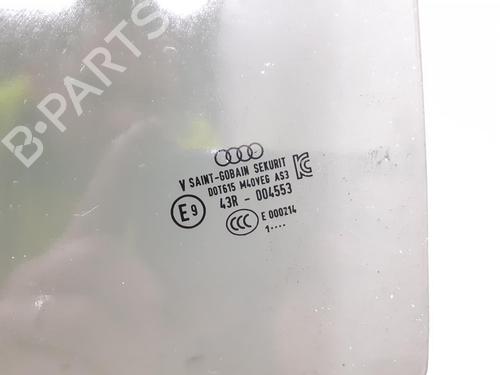 B-PARTS
V SAINT-GOBAIN SEKURIT
DOT615 M40VEG AS3
43R - 004553
E9
CCC
E 000214
1····